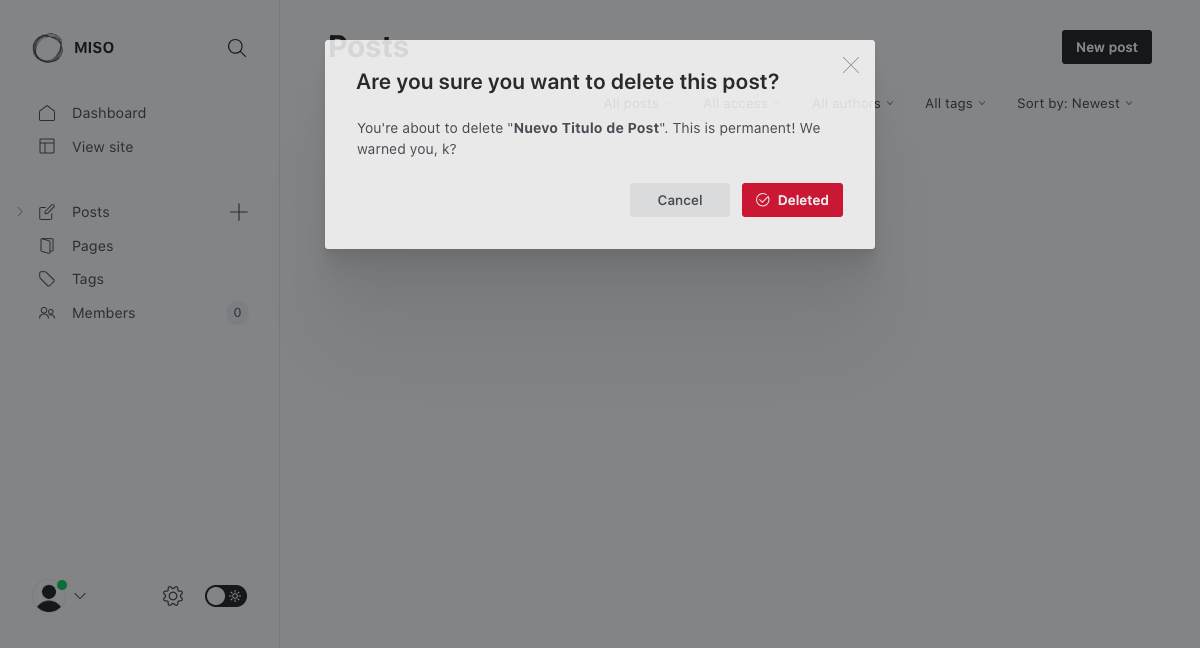 MISO
Dashboard
View site
Posts
Pages
Tags
Members
0
Posts
New post
All posts
All access
All authors
All tags
Sort by: Newest
Are you sure you want to delete this post?
You're about to delete "Nuevo Titulo de Post". This is permanent! We
warned you, k?
Cancel
Deleted